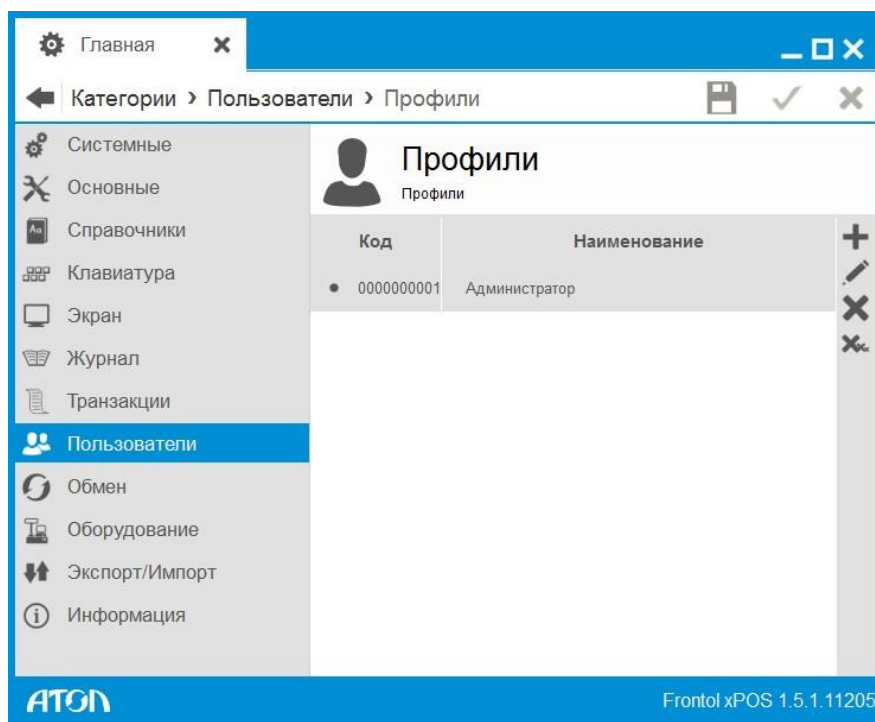 Главная
Категории › Пользователи › Профили
Системные
Основные
Справочники
Клавиатура
Экран
Журнал
Транзакции
Пользователи
Обмен
Оборудование
Экспорт/Импорт
Информация
Профили
Профили
Код Наименование
0000000001 Администратор
ATOL
Frontol xPOS 1.5.1.11205